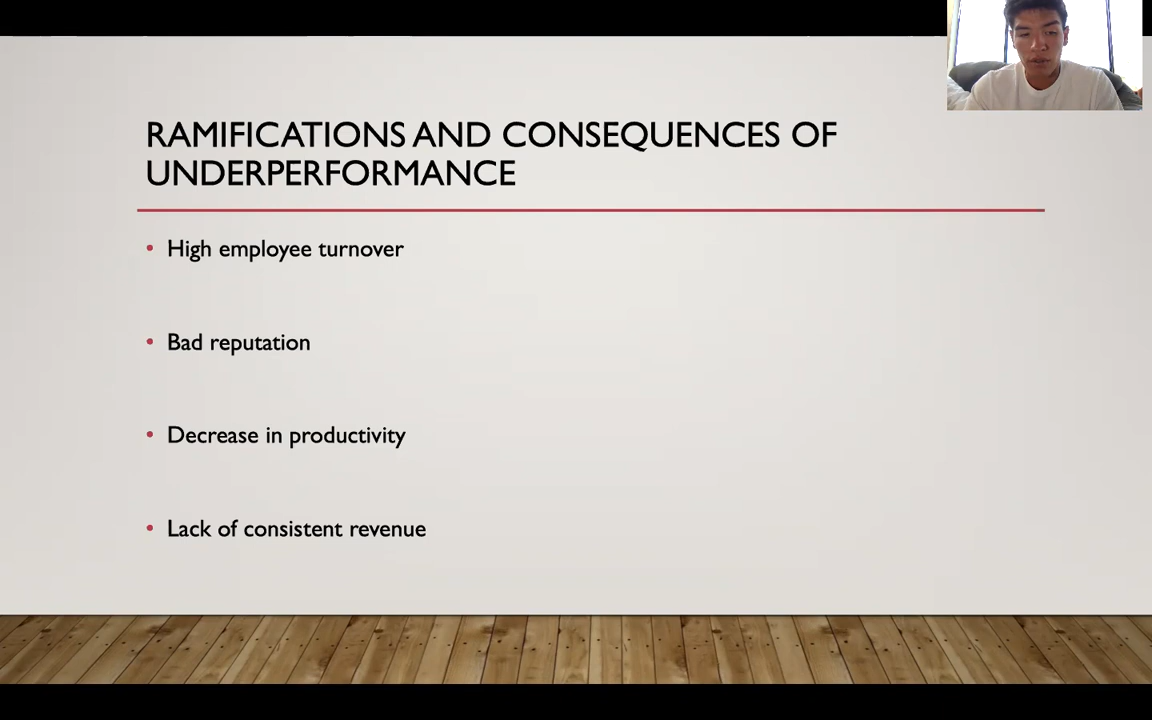 RAMIFICATIONS AND CONSEQUENCES OF
UNDERPERFORMANCE
• High employee turnover
• Bad reputation
• Decrease in productivity
• Lack of consistent revenue